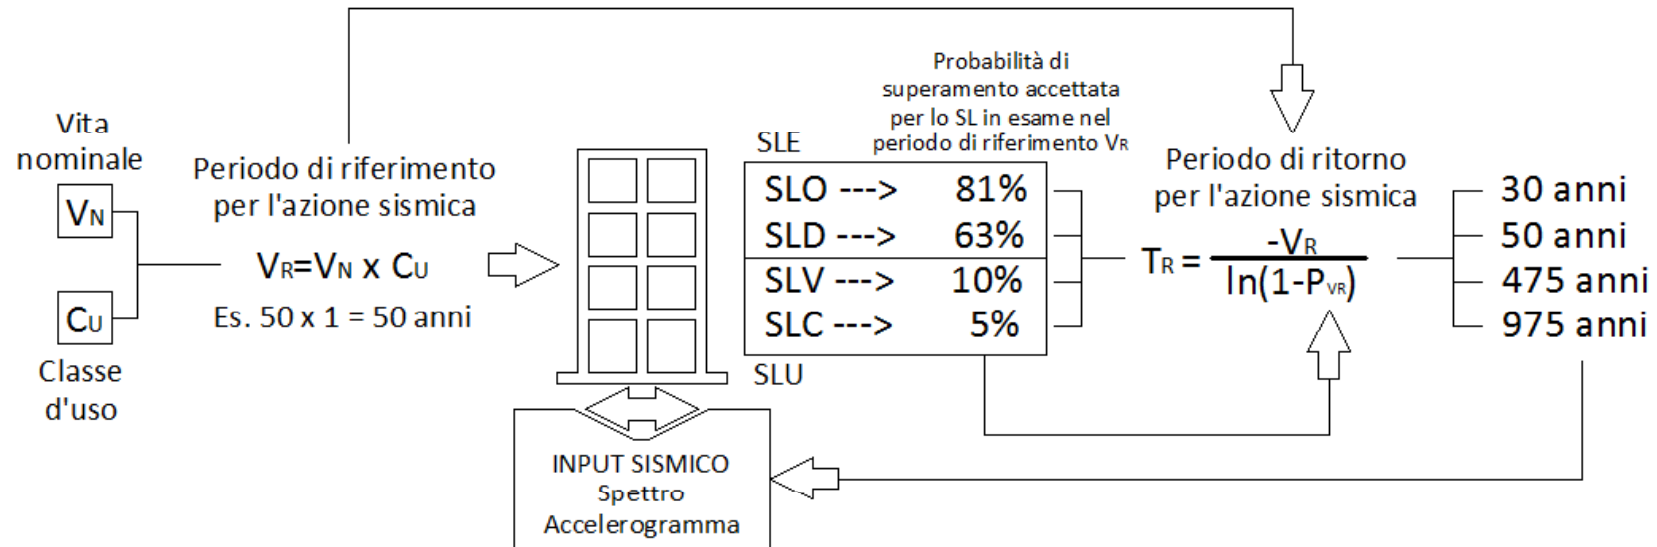 Vita
nominale
VN
CU
Classe
d'uso
Periodo di riferimento
per l'azione sismica
VR=VN x CU
Es. 50 x 1 = 50 anni
Probabilità di
superamento accettata
per lo SL in esame nel
periodo di riferimento VR
SLE
SLO ---> 81%
SLD ---> 63%
SLV ---> 10%
SLC ---> 5%
SLU
Periodo di ritorno
per l'azione sismica
TR = -VR
ln(1-PVR)
30 anni
50 anni
475 anni
975 anni
INPUT SISMICO
Spettro
Accelerogramma